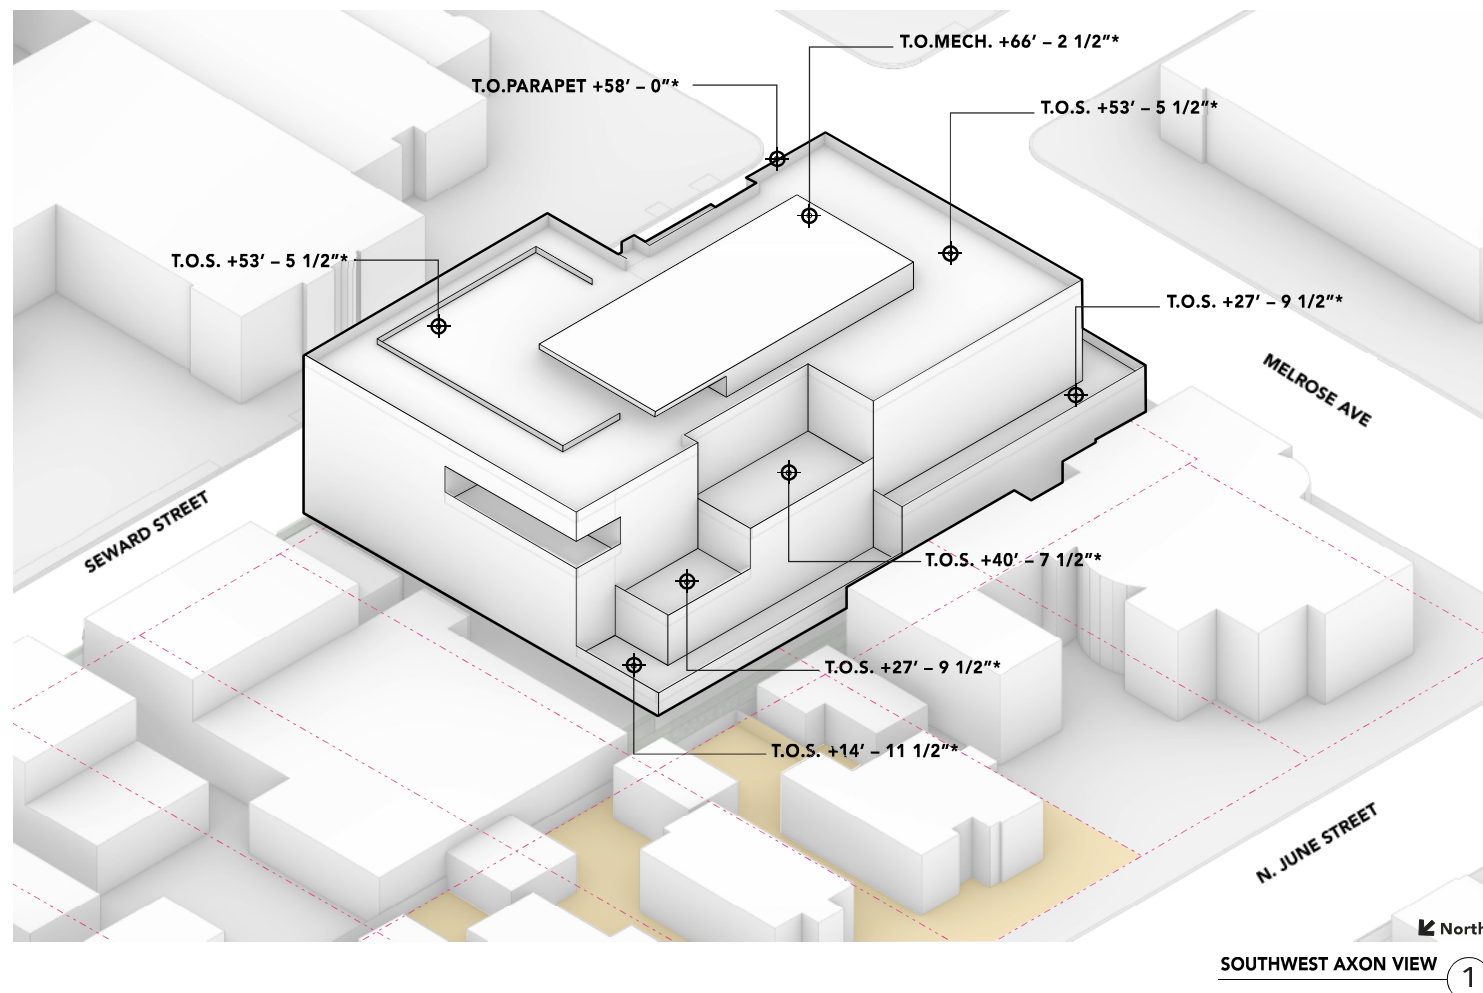 T.O.MECH. +66’ – 2 1/2”*
T.O.PARAPET +58’ – 0”*
T.O.S. +53’ – 5 1/2”*
T.O.S. +53’ – 5 1/2”*
T.O.S. +27’ – 9 1/2”*
MELROSE AVE
SEWARD STREET
T.O.S. +40’ – 7 1/2”*
T.O.S. +27’ – 9 1/2”*
T.O.S. +14’ – 11 1/2”*
N. JUNE STREET
North
SOUTHWEST AXON VIEW
1